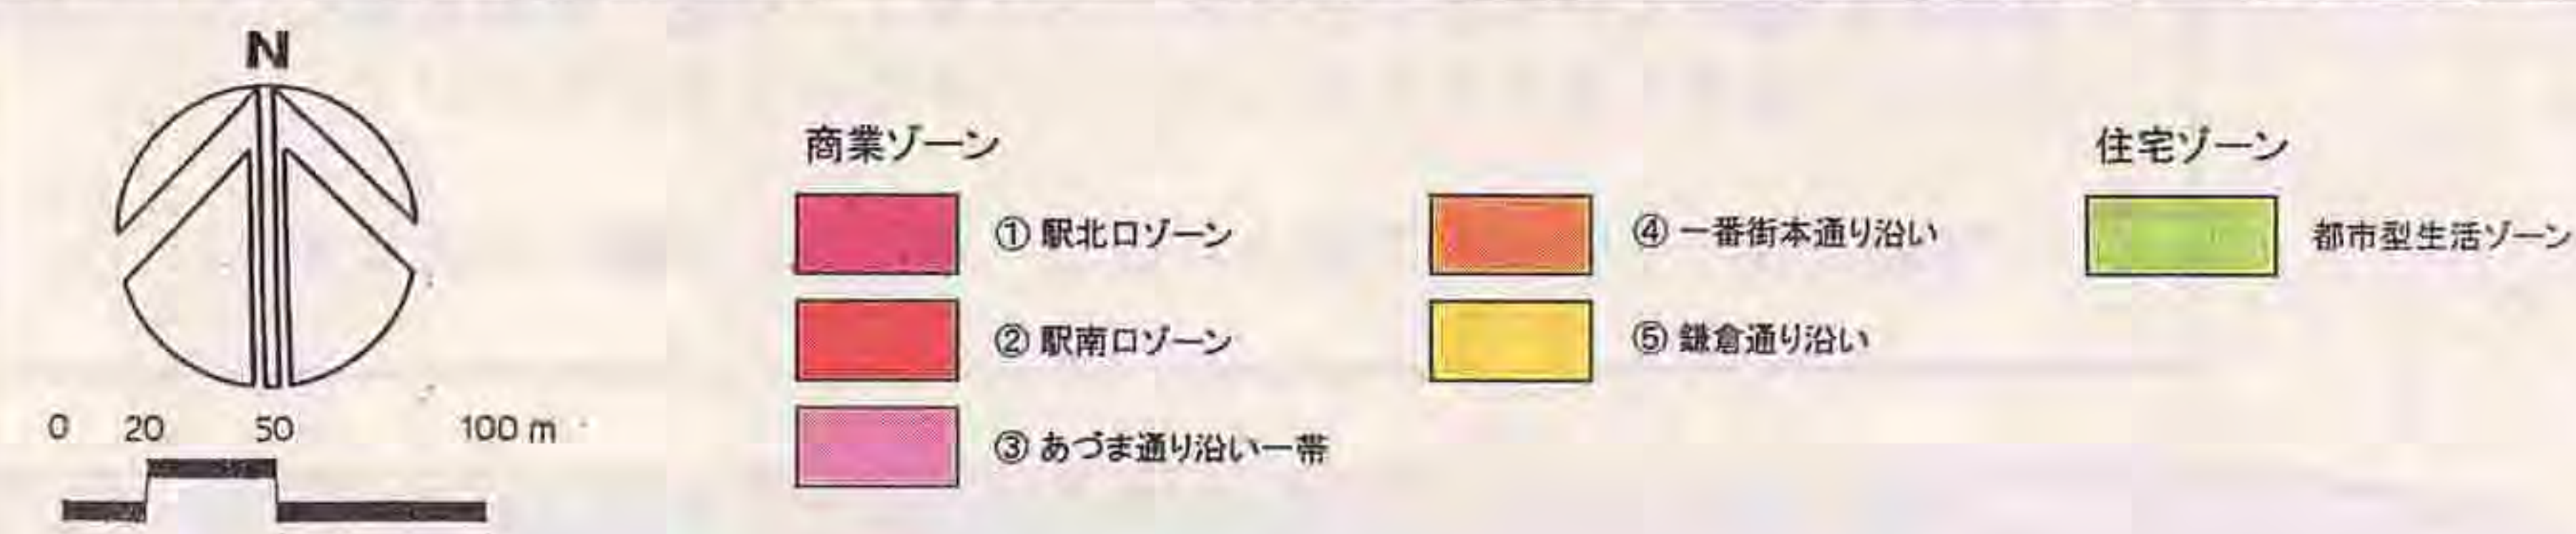 N
0 20 50 100 m
商業ゾーン
① 駅北口ゾーン
② 駅南口ゾーン
③ あづま通り沿い一帯
④ 一番街本通り沿い
⑤ 鎌倉通り沿い
住宅ゾーン
都市型生活ゾーン